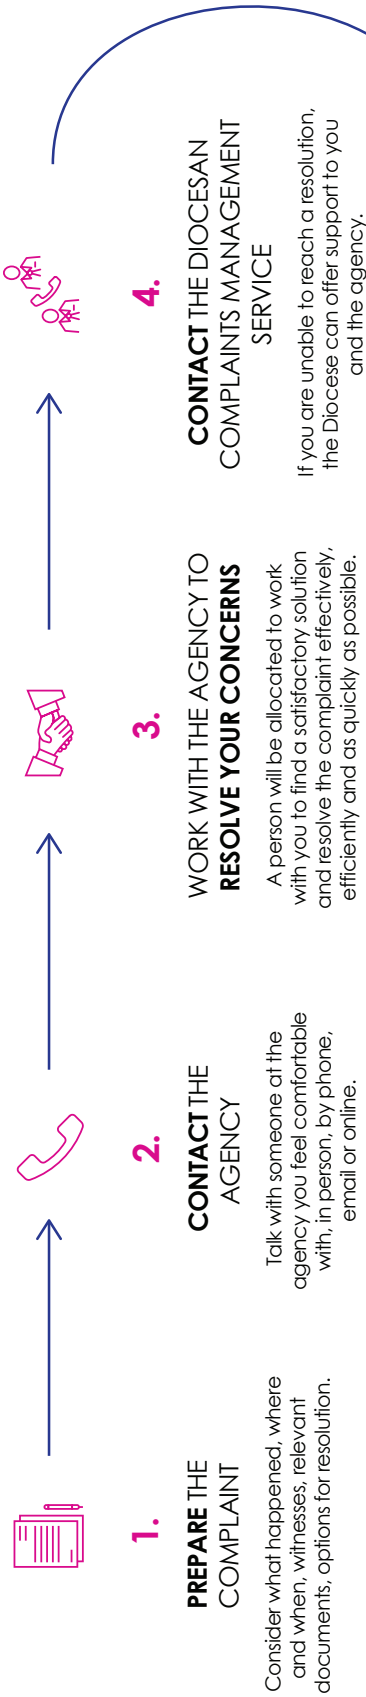 1.
PREPARE THE
COMPLAINT
Consider what happened, where
and when, witnesses, relevant
documents, options for resolution.
2.
CONTACT THE
AGENCY
Talk with someone at the
agency you feel comfortable
with, in person, by phone,
email or online.
3.
WORK WITH THE AGENCY TO
RESOLVE YOUR CONCERNS
A person will be allocated to work
with you to find a satisfactory solution
and resolve the complaint effectively,
efficiently and as quickly as possible.
4.
CONTACT THE DIOCESAN
COMPLAINTS MANAGEMENT
SERVICE
If you are unable to reach a resolution,
the Diocese can offer support to you
and the agency.